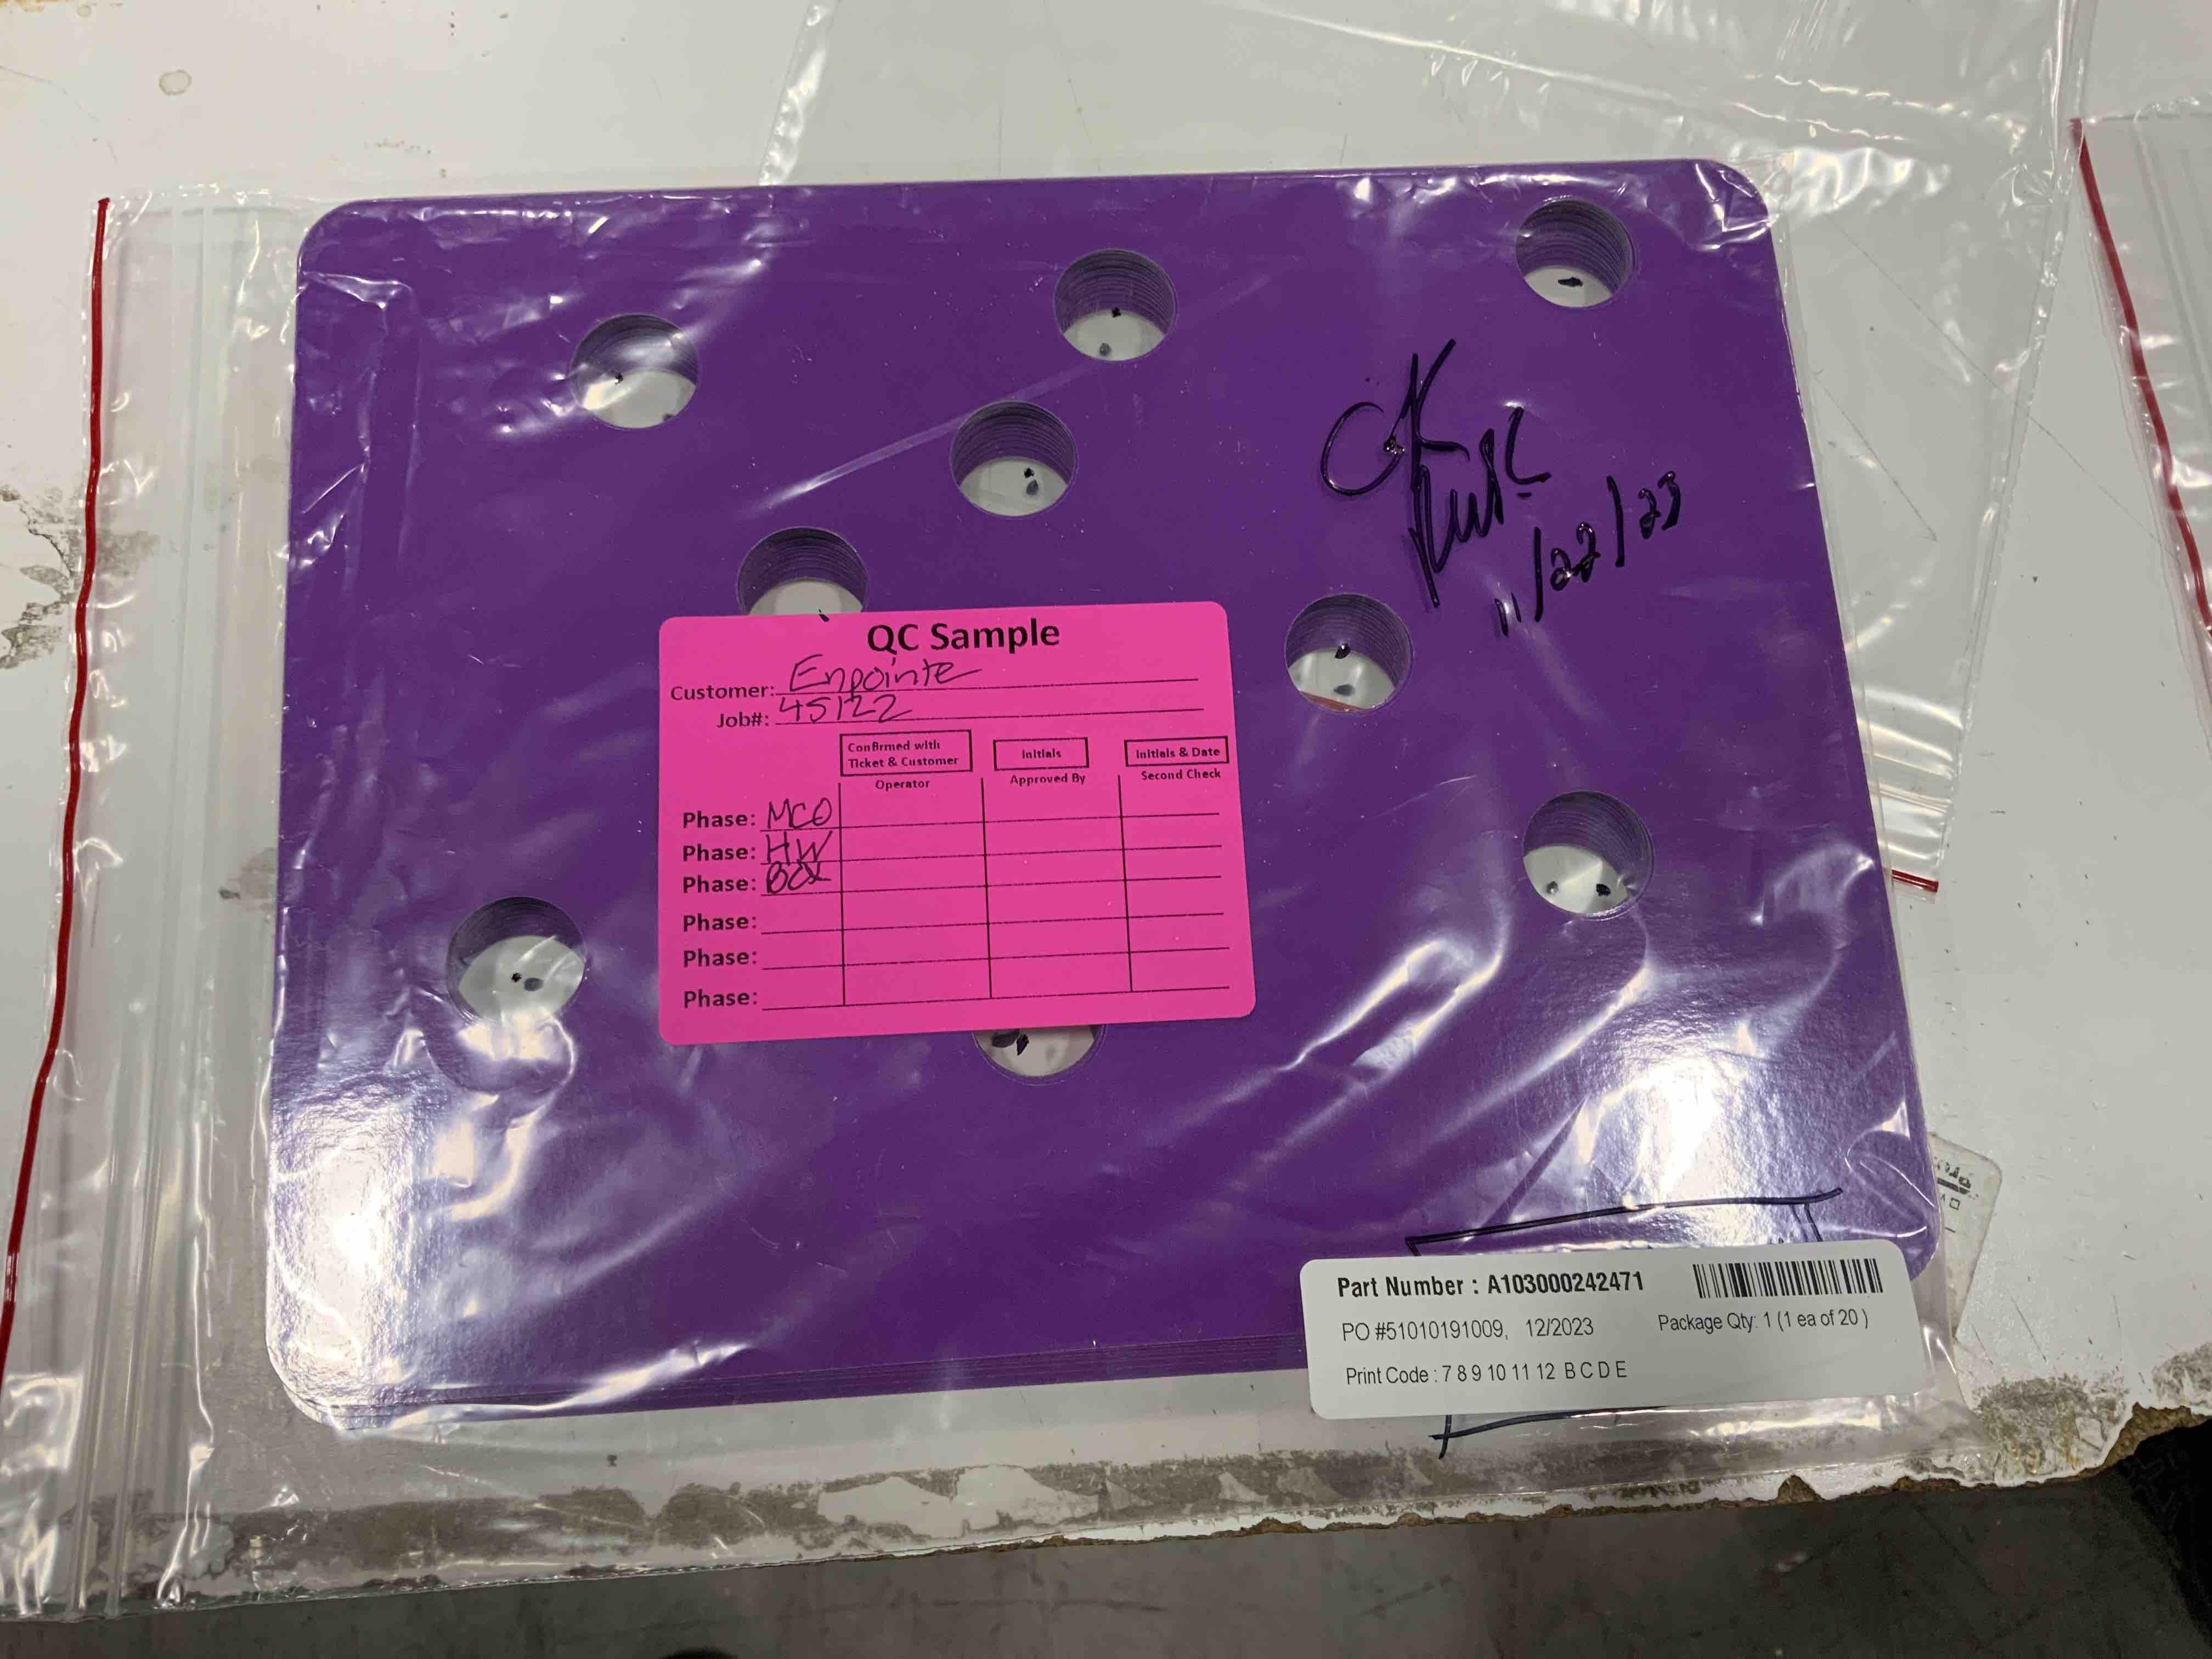 OK
11/22/23
QC Sample
Customer: Enpointe
Job#: 45122
Confirmed with Ticket & Customer
Initials
Initials & Date
Operator
Approved By
Second Check
Phase: MCO
Phase: HW
Phase: BOX
Phase:
Phase:
Phase:
Part Number : A103000242471
PO #51010191009, 12/2023
Package Qty: 1 (1 ea of 20 )
Print Code : 7 8 9 10 11 12 B C D E